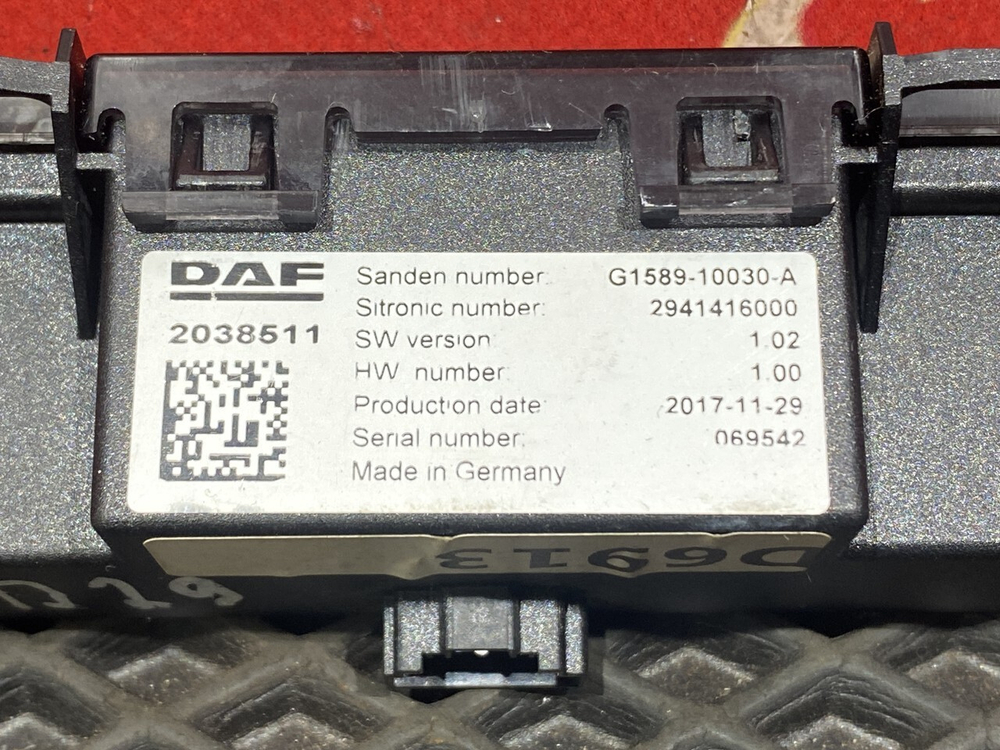 DAF
2038511
Sanden number: G1589-10030-A
Sitronic number: 2941416000
SW version: 1.02
HW number: 1.00
Production date: 2017-11-29
Serial number: 069542
Made in Germany
D6913